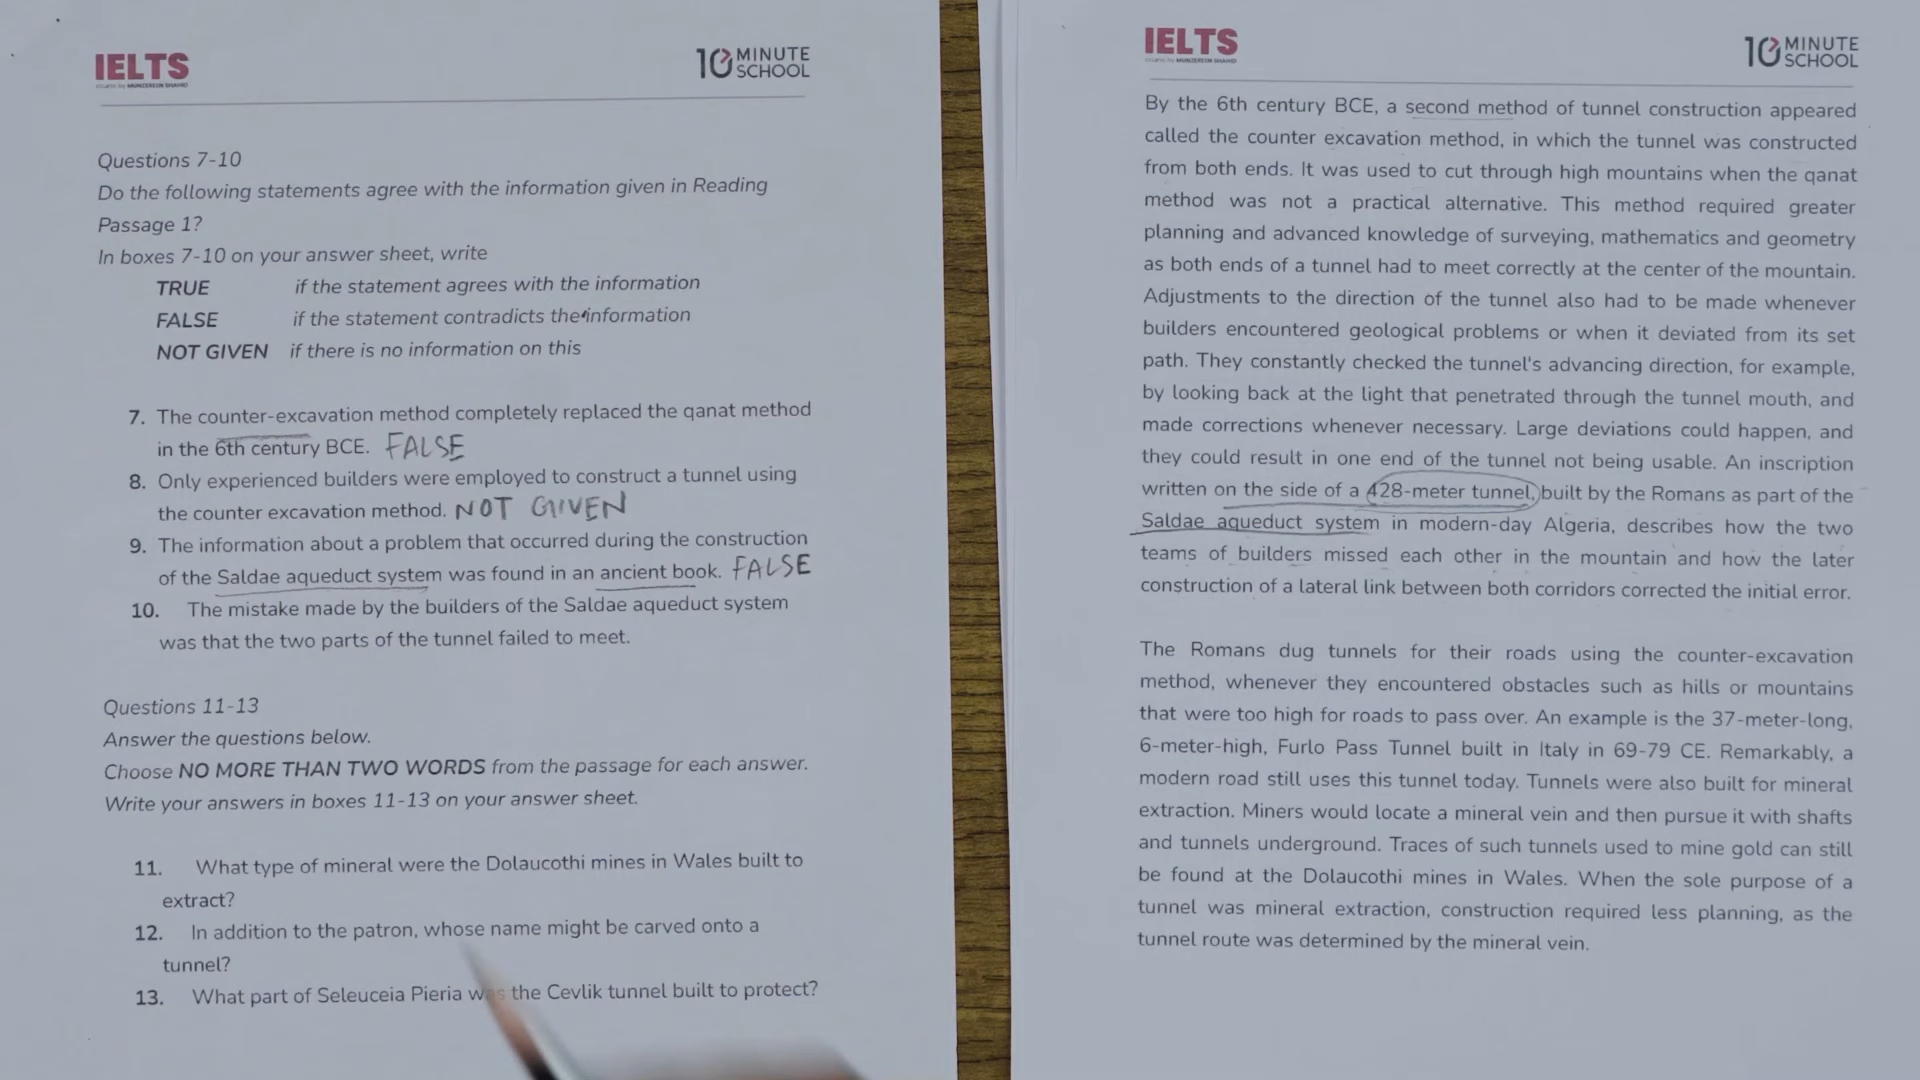 IELTS
10 MINUTE SCHOOL
Questions 7-10
Do the following statements agree with the information given in Reading
Passage 1?
In boxes 7-10 on your answer sheet, write
TRUE if the statement agrees with the information
FALSE if the statement contradicts the information
NOT GIVEN if there is no information on this
7. The counter-excavation method completely replaced the qanat method
in the 6th century BCE. FALSE
8. Only experienced builders were employed to construct a tunnel using
the counter excavation method. NOT GIVEN
9. The information about a problem that occurred during the construction
of the Saldae aqueduct system was found in an ancient book. FALSE
10. The mistake made by the builders of the Saldae aqueduct system
was that the two parts of the tunnel failed to meet.
Questions 11-13
Answer the questions below.
Choose NO MORE THAN TWO WORDS from the passage for each answer.
Write your answers in boxes 11-13 on your answer sheet.
11. What type of mineral were the Dolaucothi mines in Wales built to
extract?
12. In addition to the patron, whose name might be carved onto a
tunnel?
13. What part of Seleuceia Pieria was the Cevlik tunnel built to protect?
IELTS
10 MINUTE SCHOOL
By the 6th century BCE, a second method of tunnel construction appeared
called the counter excavation method, in which the tunnel was constructed
from both ends. It was used to cut through high mountains when the qanat
method was not a practical alternative. This method required greater
planning and advanced knowledge of surveying, mathematics and geometry
as both ends of a tunnel had to meet correctly at the center of the mountain.
Adjustments to the direction of the tunnel also had to be made whenever
builders encountered geological problems or when it deviated from its set
path. They constantly checked the tunnel's advancing direction, for example,
by looking back at the light that penetrated through the tunnel mouth, and
made corrections whenever necessary. Large deviations could happen, and
they could result in one end of the tunnel not being usable. An inscription
written on the side of a 428-meter tunnel, built by the Romans as part of the
Saldae aqueduct system in modern-day Algeria, describes how the two
teams of builders missed each other in the mountain and how the later
construction of a lateral link between both corridors corrected the initial error.
The Romans dug tunnels for their roads using the counter-excavation
method, whenever they encountered obstacles such as hills or mountains
that were too high for roads to pass over. An example is the 37-meter-long,
6-meter-high, Furlo Pass Tunnel built in Italy in 69-79 CE. Remarkably, a
modern road still uses this tunnel today. Tunnels were also built for mineral
extraction. Miners would locate a mineral vein and then pursue it with shafts
and tunnels underground. Traces of such tunnels used to mine gold can still
be found at the Dolaucothi mines in Wales. When the sole purpose of a
tunnel was mineral extraction, construction required less planning, as the
tunnel route was determined by the mineral vein.